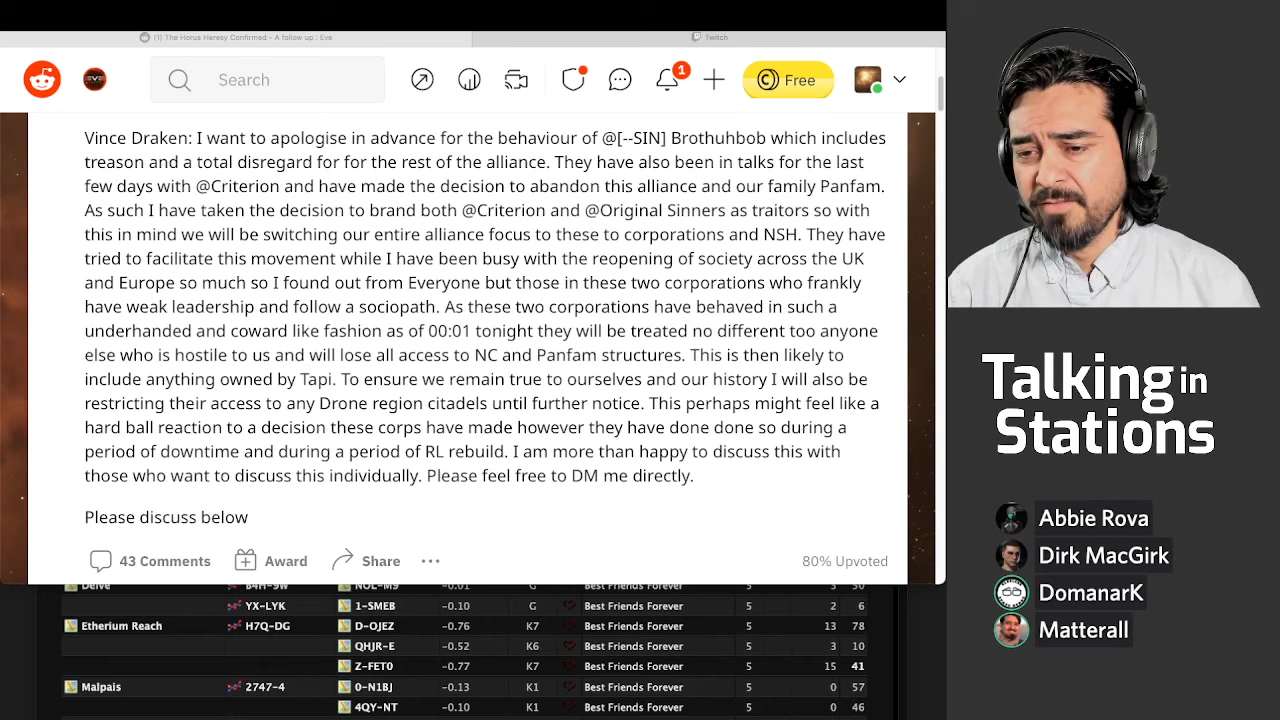 (1) The Horus Heresy Confirmed - A follow up : Eve
Twitch
EVE
Search
1
Free
Vince Draken: I want to apologise in advance for the behaviour of @[--SIN] Brothuhbob which includes
treason and a total disregard for for the rest of the alliance. They have also been in talks for the last
few days with @Criterion and have made the decision to abandon this alliance and our family Panfam.
As such I have taken the decision to brand both @Criterion and @Original Sinners as traitors so with
this in mind we will be switching our entire alliance focus to these to corporations and NSH. They have
tried to facilitate this movement while I have been busy with the reopening of society across the UK
and Europe so much so I found out from Everyone but those in these two corporations who frankly
have weak leadership and follow a sociopath. As these two corporations have behaved in such a
underhanded and coward like fashion as of 00:01 tonight they will be treated no different too anyone
else who is hostile to us and will lose all access to NC and Panfam structures. This is then likely to
include anything owned by Tapi. To ensure we remain true to ourselves and our history I will also be
restricting their access to any Drone region citadels until further notice. This perhaps might feel like a
hard ball reaction to a decision these corps have made however they have done done so during a
period of downtime and during a period of RL rebuild. I am more than happy to discuss this with
those who want to discuss this individually. Please feel free to DM me directly.
Please discuss below
43 Comments Award Share 80% Upvoted
Delve B4H-9W NOL-M9 -0.01 G Best Friends Forever 5 3 50
YX-LYK 1-SMEB -0.10 G Best Friends Forever 5 2 6
Etherium Reach H7Q-DG D-OJEZ -0.76 K7 Best Friends Forever 5 13 78
QHJR-E -0.52 K6 Best Friends Forever 5 3 10
Z-FET0 -0.77 K7 Best Friends Forever 5 15 41
Malpais 2747-4 0-N1BJ -0.13 K1 Best Friends Forever 5 0 57
4QY-NT -0.10 K1 Best Friends Forever 5 0 46
Talking in
Stations
Abbie Rova
Dirk MacGirk
DomanarK
Matterall